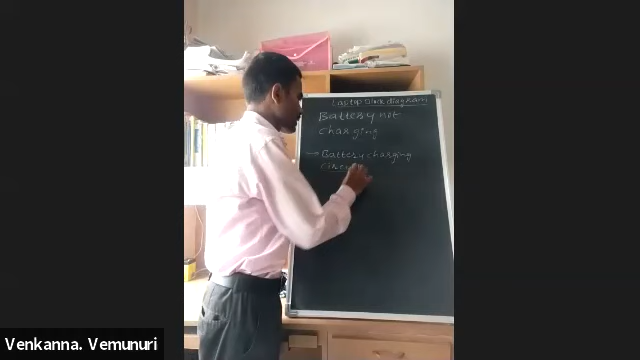 Laptop block diagram
Battery not
charging
→ Battery charging
Venkanna. Vemunuri